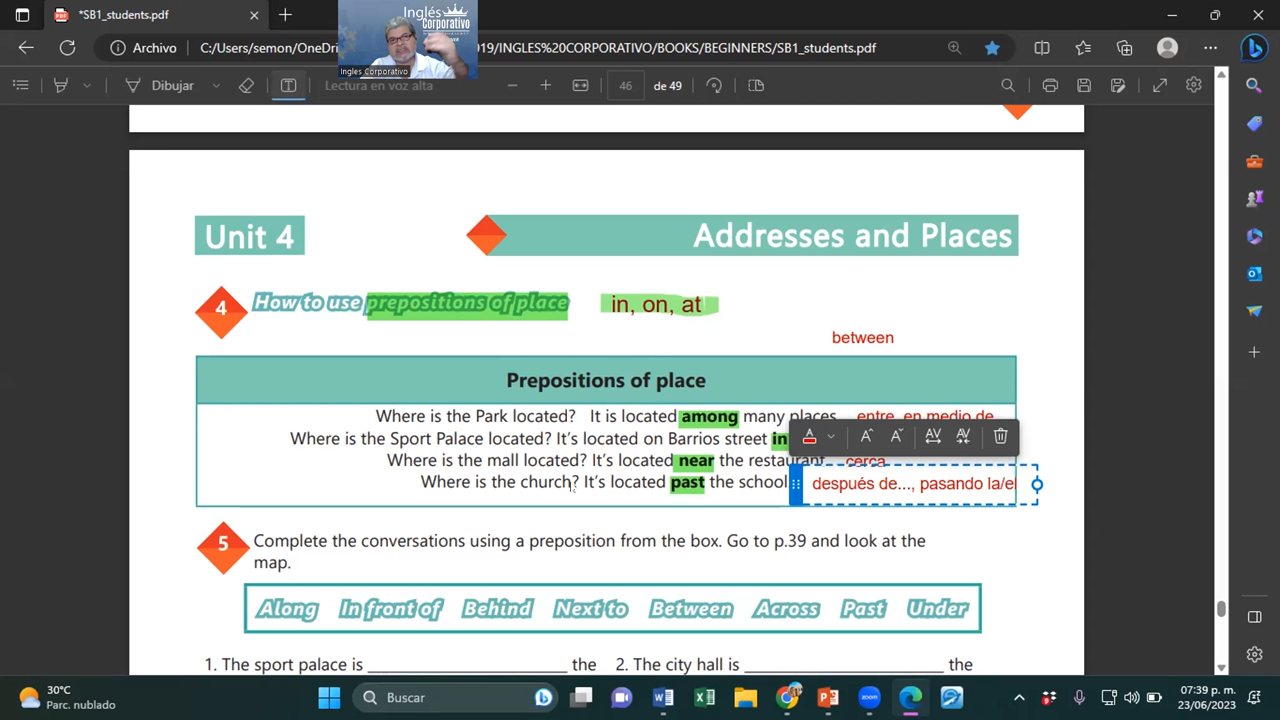 *SB1_students.pdf
Archivo
C:/Users/semon/OneDri
019/INGLES%20CORPORATIVO/BOOKS/BEGINNERS/SB1_students.pdf
Inglés
Corporativo
Ingles Corporativo
Dibujar
Lectura en voz alta
46
de 49
Unit 4
Addresses and Places
4
How to use prepositions of place
in, on, at
between
Prepositions of place
Where is the Park located? It is located among many places
entre, en medio de
Where is the Sport Palace located? It's located on Barrios street in
Where is the mall located? It's located near the restaurant
cerca
Where is the church? It's located past the school
después de..., pasando la/el
5
Complete the conversations using a preposition from the box. Go to p.39 and look at the
map.
Along In front of Behind Next to Between Across Past Under
1. The sport palace is ____________________ the
2. The city hall is ____________________ the
30°C
Parc. nublado
Buscar
07:39 p. m.
23/06/2023